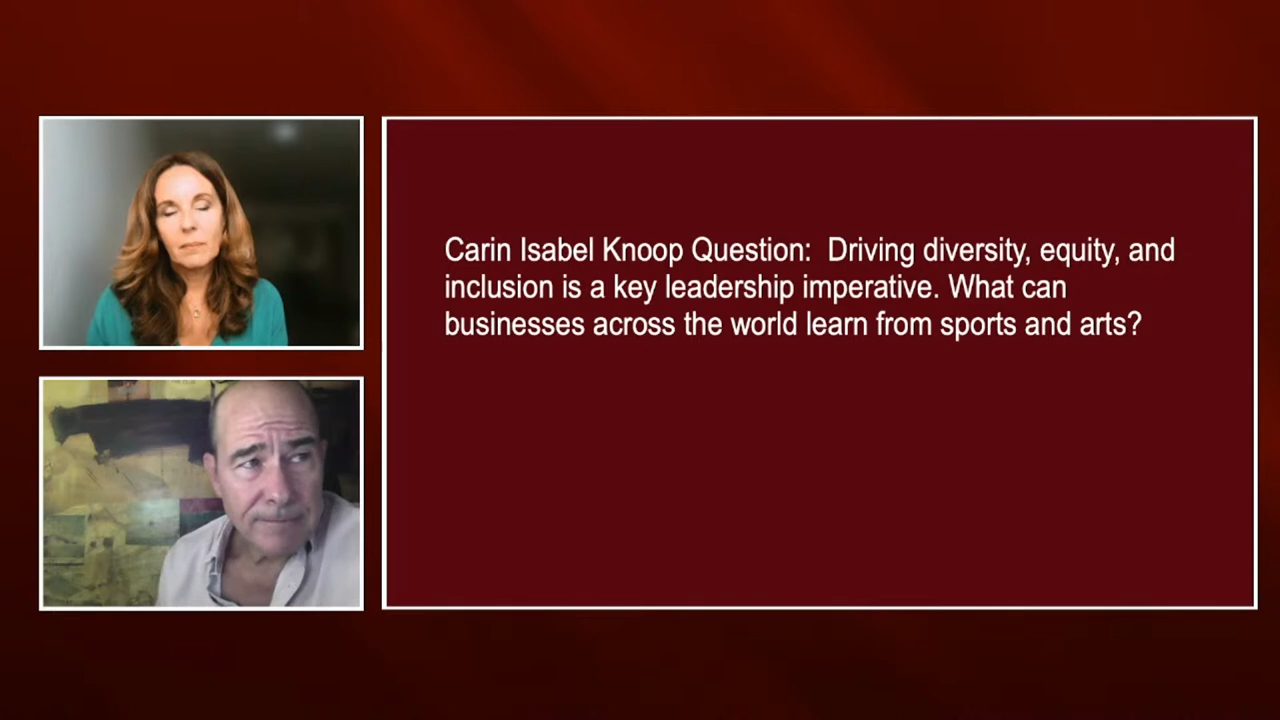 Carin Isabel Knoop Question:  Driving diversity, equity, and
inclusion is a key leadership imperative. What can
businesses across the world learn from sports and arts?